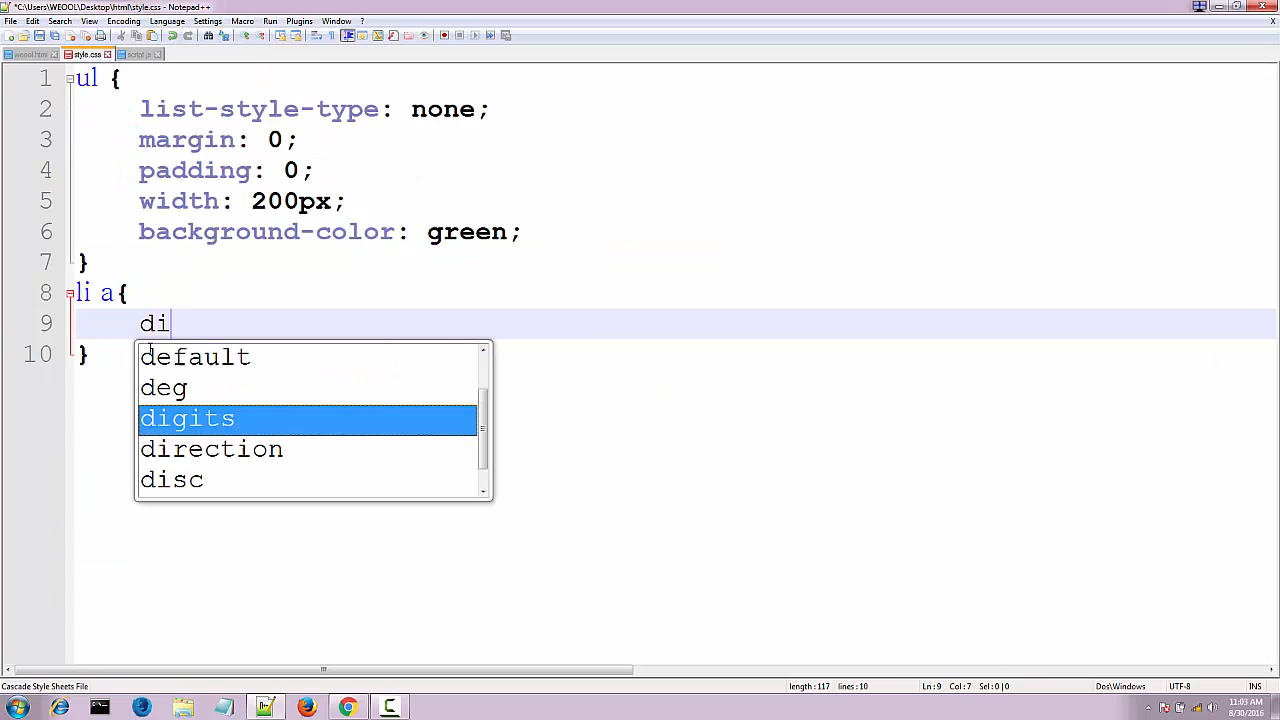 *C:\Users\WEOOL\Desktop\html\style.css - Notepad++
File Edit Search View Encoding Language Settings Macro Run Plugins Window ? X
weool.html style.css script.js
1 ul {
2 list-style-type: none;
3 margin: 0;
4 padding: 0;
5 width: 200px;
6 background-color: green;
7 }
8 li a{
9 di
10 }
default
deg
digits
direction
disc
Cascade Style Sheets File length : 117 lines : 10 Ln : 9 Col : 7 Sel : 0 | 0 Dos\Windows UTF-8 INS
11:03 AM
8/30/2016